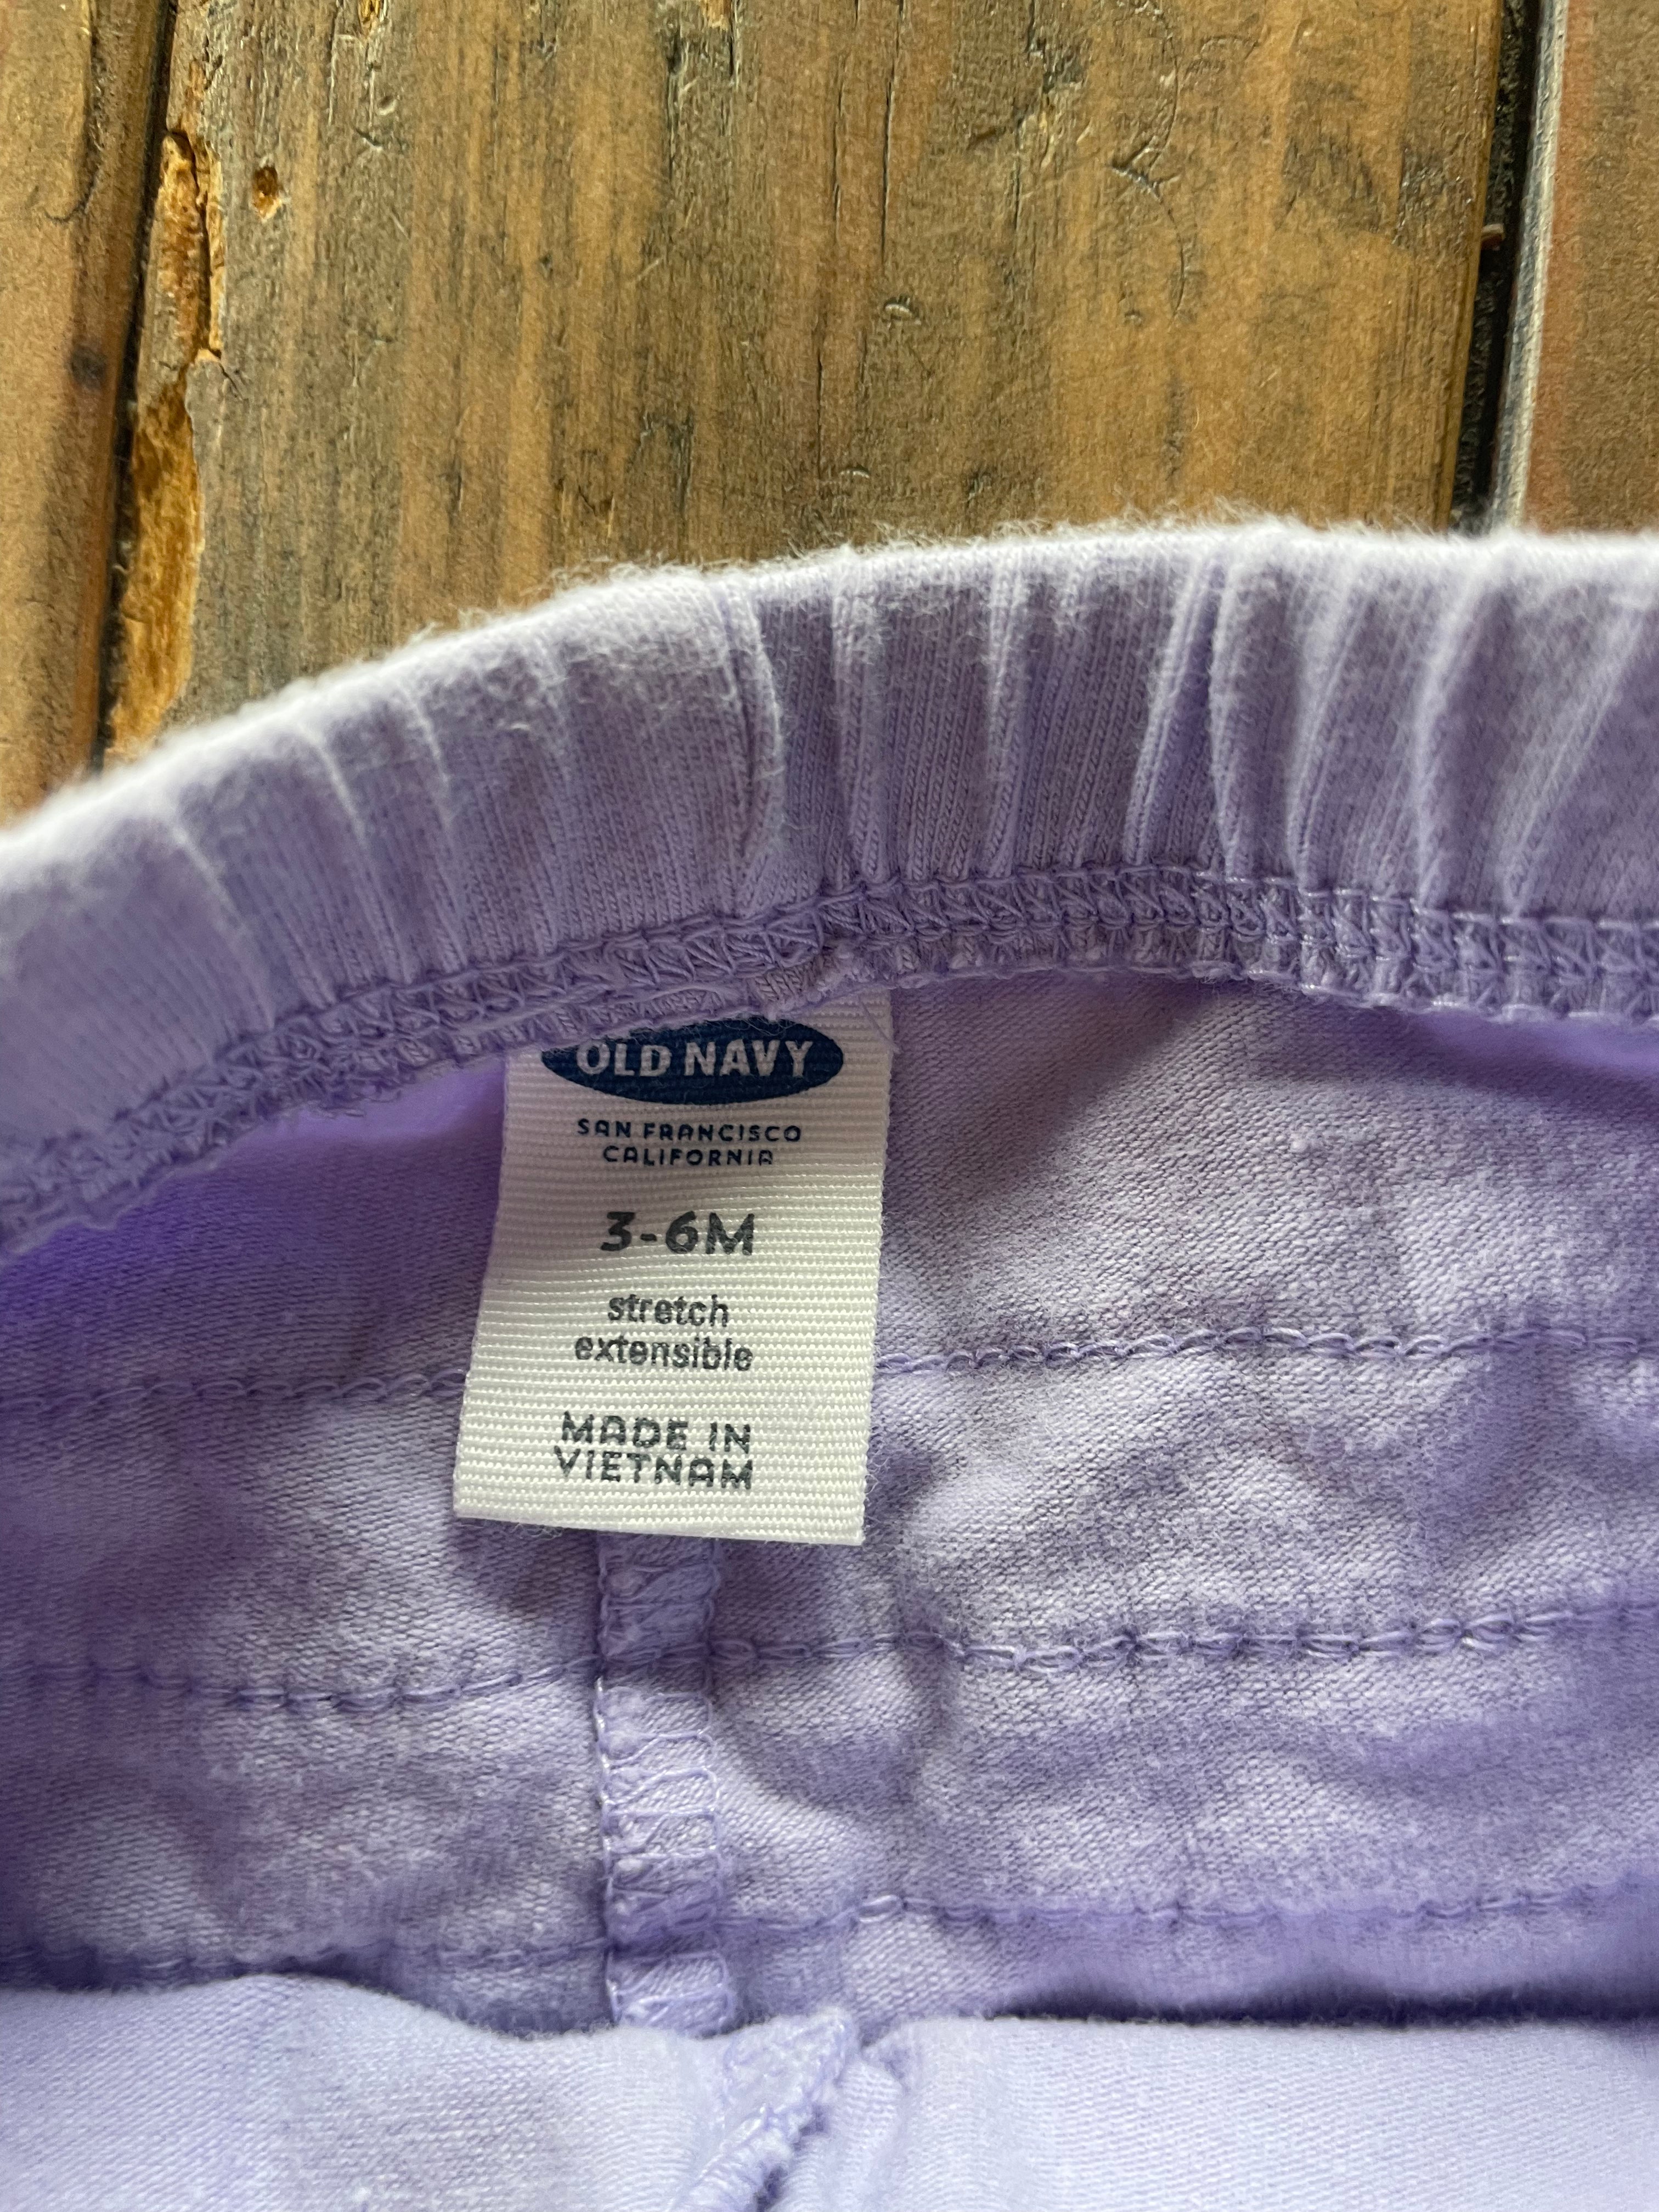 OLD NAVY
SAN FRANCISCO
CALIFORNIA
3-6M
stretch
extensible
MADE IN
VIETNAM